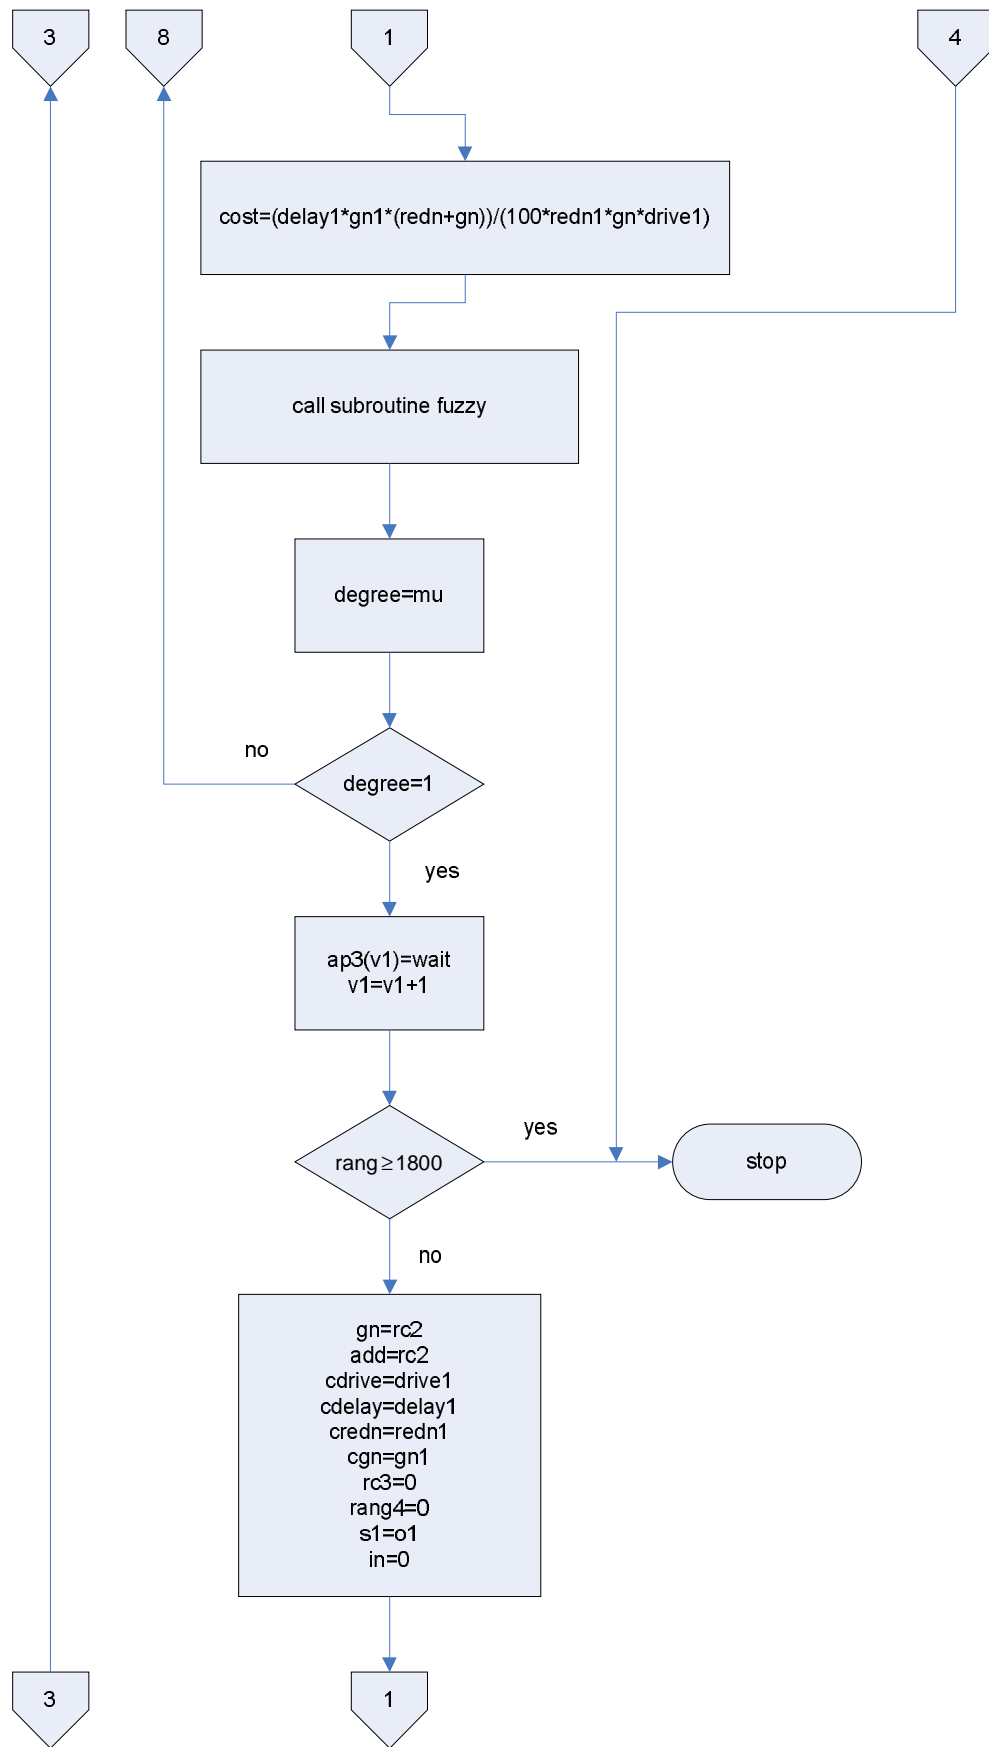 3
8
1
4
cost=(delay1*gn1*(redn+gn))/(100*redn1*gn*drive1)
call subroutine fuzzy
degree=mu
no
degree=1
yes
ap3(v1)=wait
v1=v1+1
yes
rang≥1800
stop
no
gn=rc2
add=rc2
cdrive=drive1
cdelay=delay1
credn=redn1
cgn=gn1
rc3=0
rang4=0
s1=o1
in=0
3
1